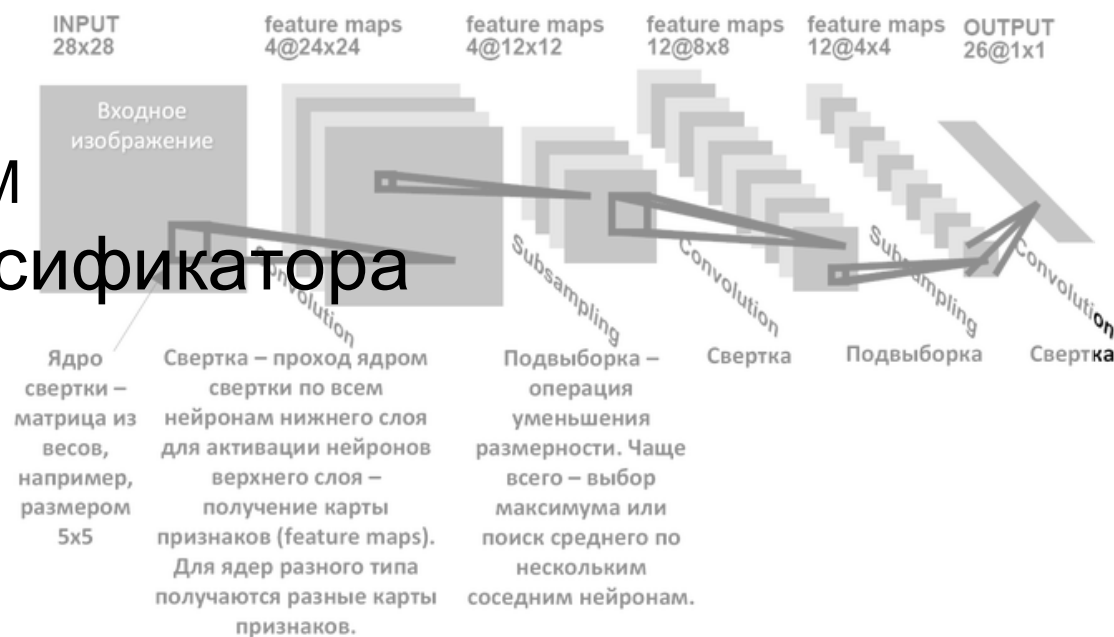 INPUT
28x28
feature maps
4@24x24
feature maps
4@12x12
feature maps
12@8x8
feature maps
12@4x4
OUTPUT
26@1x1
Входное
изображение
м
сификатора
Convolution
Subsampling
Convolution
Subsampling
Convolution
Ядро
свертки –
матрица из
весов,
например,
размером
5x5
Свертка – проход ядром
свертки по всем
нейронам нижнего слоя
для активации нейронов
верхнего слоя –
получение карты
признаков (feature maps).
Для ядер разного типа
получаются разные карты
признаков.
Подвыборка –
операция
уменьшения
размерности. Чаще
всего – выбор
максимума или
поиск среднего по
нескольким
соседним нейронам.
Свертка
Подвыборка
Свертка